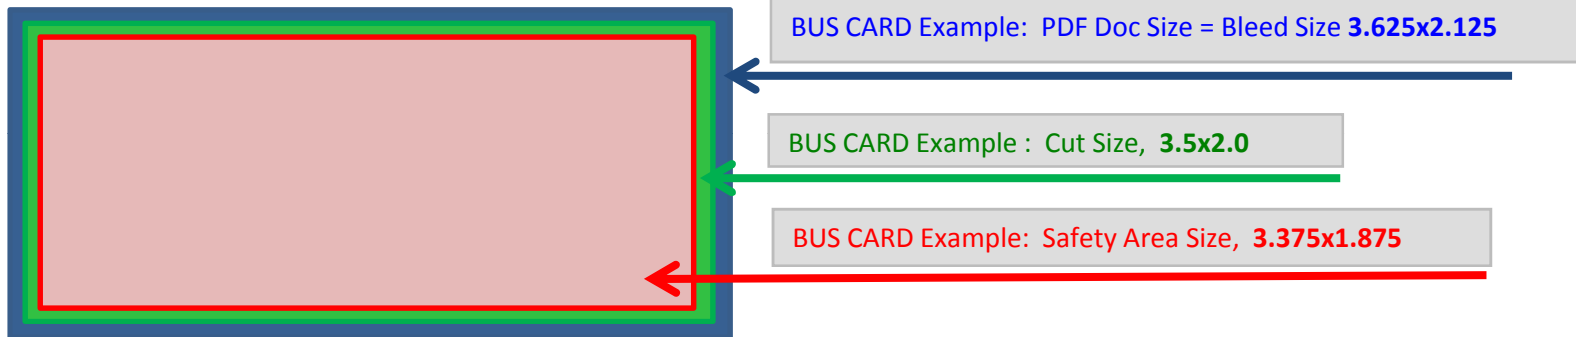 BUS CARD Example: PDF Doc Size = Bleed Size 3.625x2.125
BUS CARD Example : Cut Size, 3.5x2.0
BUS CARD Example: Safety Area Size, 3.375x1.875